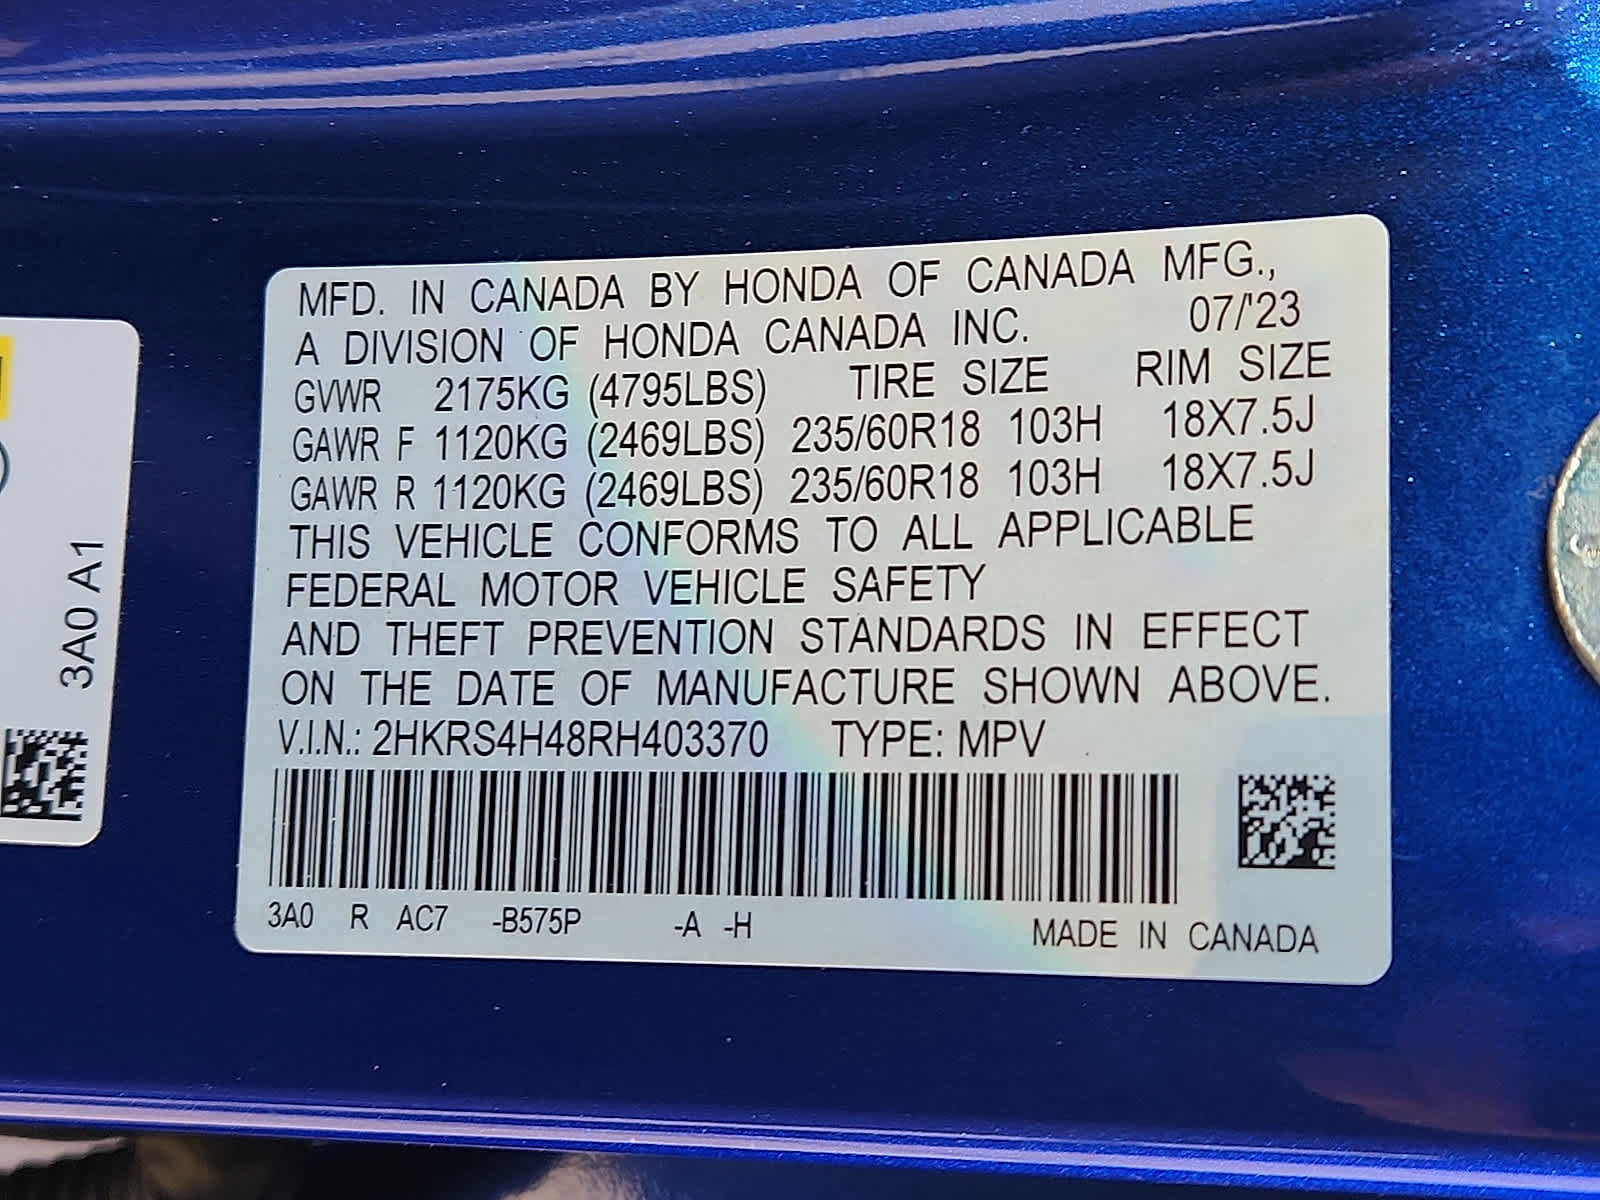 MFD. IN CANADA BY HONDA OF CANADA MFG.,
A DIVISION OF HONDA CANADA INC. 07/'23
GVWR 2175KG (4795LBS) TIRE SIZE RIM SIZE
GAWR F 1120KG (2469LBS) 235/60R18 103H 18X7.5J
GAWR R 1120KG (2469LBS) 235/60R18 103H 18X7.5J
THIS VEHICLE CONFORMS TO ALL APPLICABLE
FEDERAL MOTOR VEHICLE SAFETY
AND THEFT PREVENTION STANDARDS IN EFFECT
ON THE DATE OF MANUFACTURE SHOWN ABOVE.
V.I.N.: 2HKRS4H48RH403370 TYPE: MPV
3A0 R AC7 -B575P -A -H MADE IN CANADA
3A0 A1